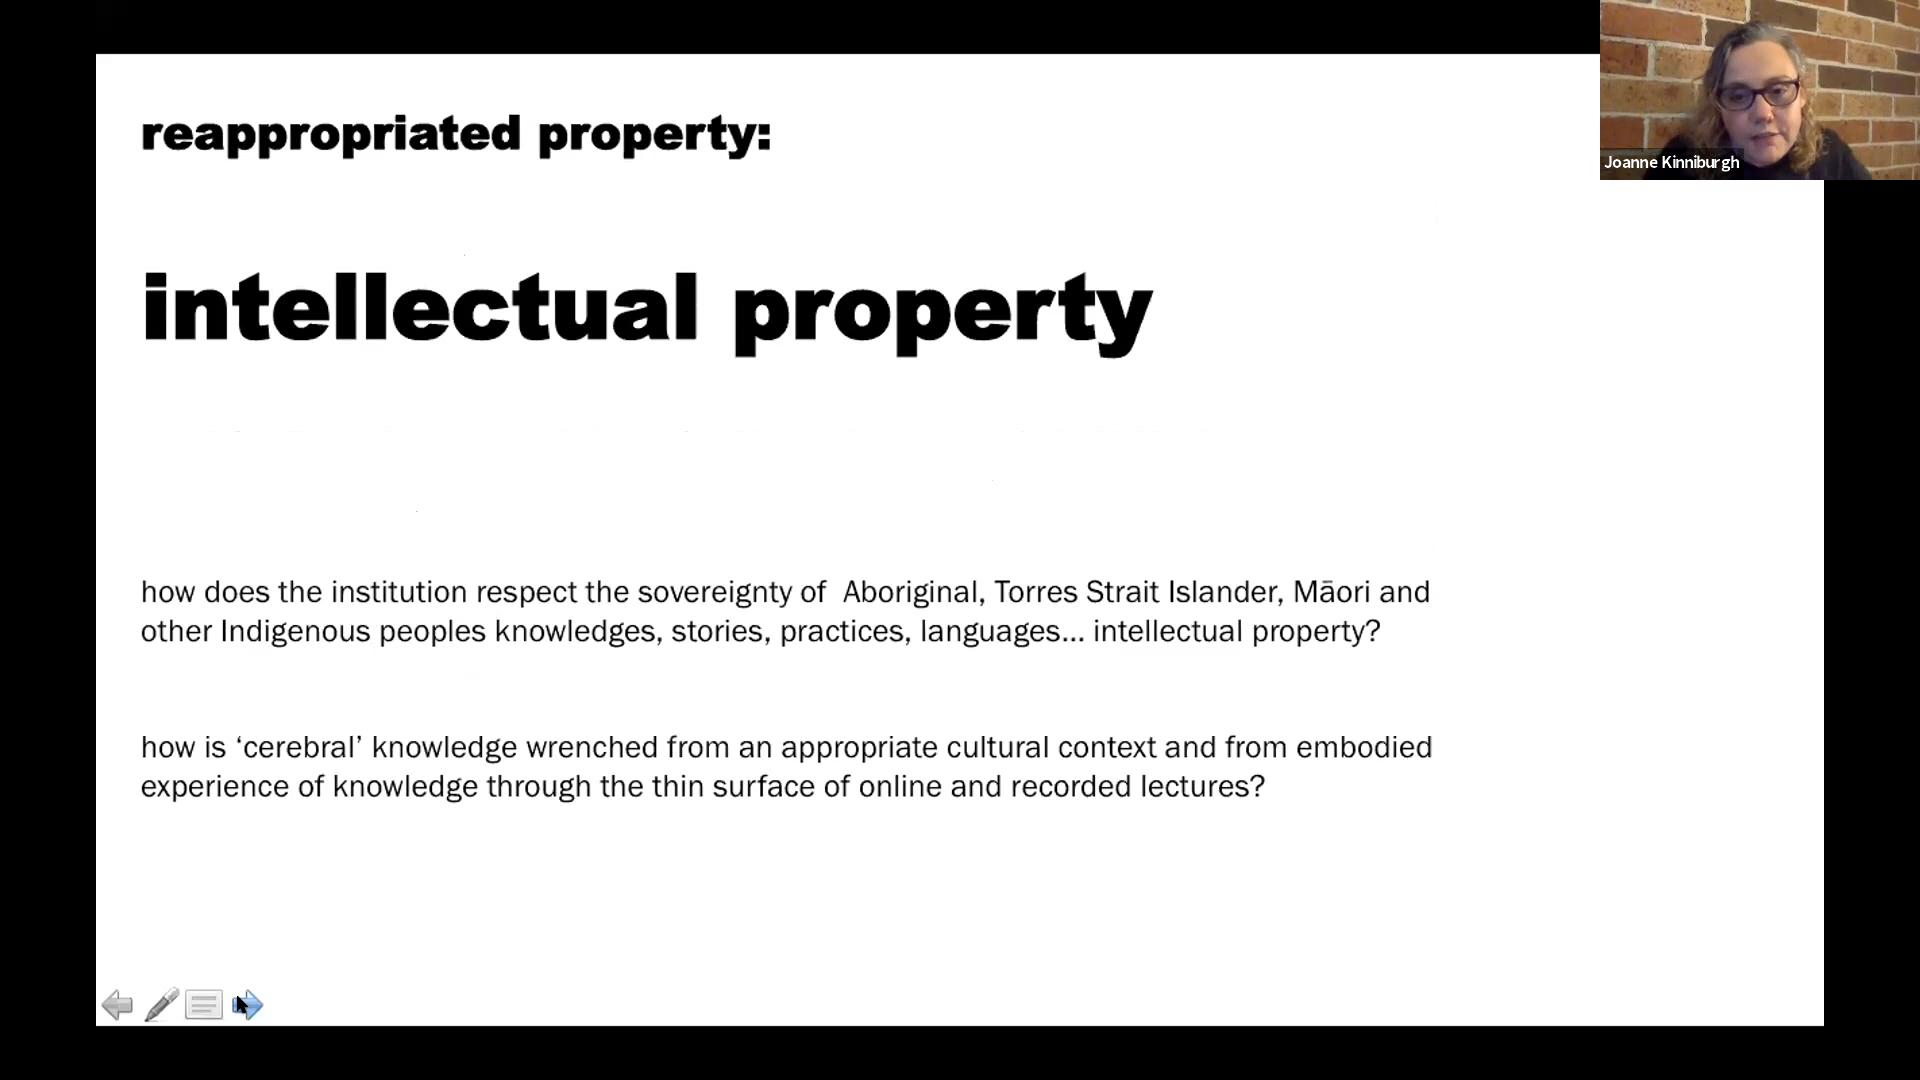 reappropriated property:
intellectual property
how does the institution respect the sovereignty of  Aboriginal, Torres Strait Islander, Māori and
other Indigenous peoples knowledges, stories, practices, languages... intellectual property?
how is ‘cerebral’ knowledge wrenched from an appropriate cultural context and from embodied
experience of knowledge through the thin surface of online and recorded lectures?
Joanne Kinniburgh